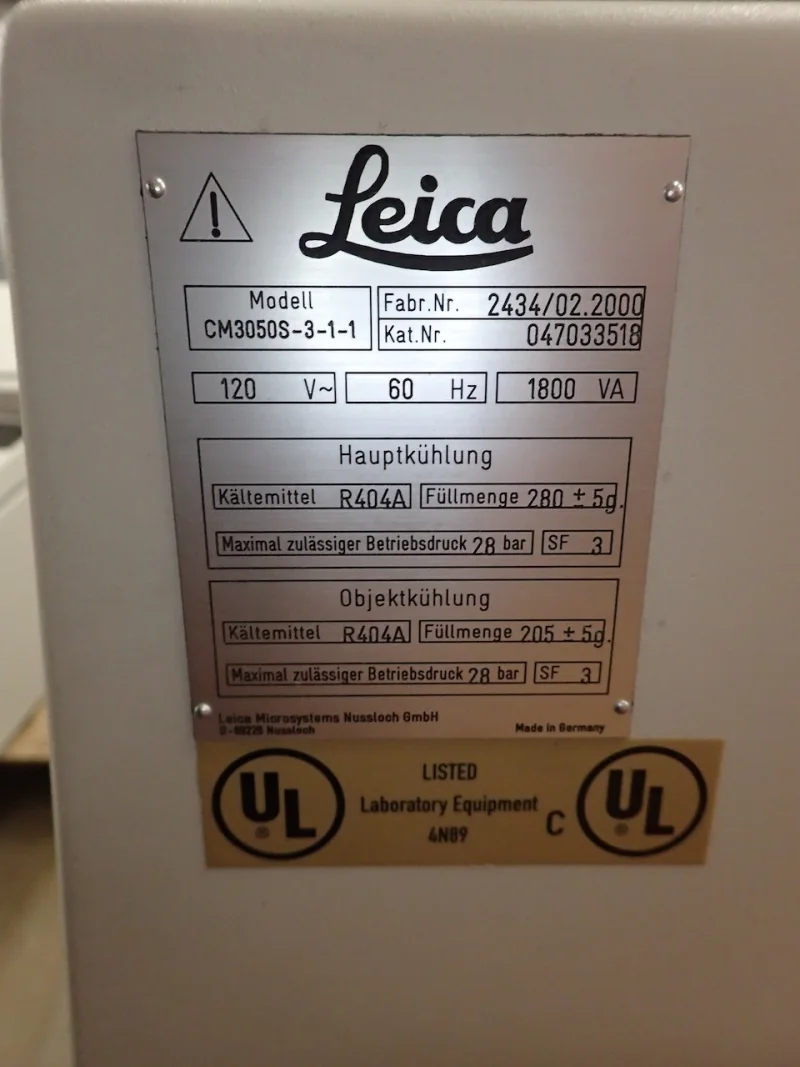 Leica
Modell
CM3050S-3-1-1
Fabr.Nr. 2434/02.2000
Kat.Nr. 047033518
120 V~ 60 Hz 1800 VA
Hauptkühlung
Kältemittel R404A Füllmenge 280 ± 5g.
Maximal zulässiger Betriebsdruck 28 bar SF 3
Objektkühlung
Kältemittel R404A Füllmenge 205 ± 5g.
Maximal zulässiger Betriebsdruck 28 bar SF 3
Leica Microsystems Nussloch GmbH
D-69226 Nussloch Made in Germany
UL ® LISTED
Laboratory Equipment
4N89
C UL ®